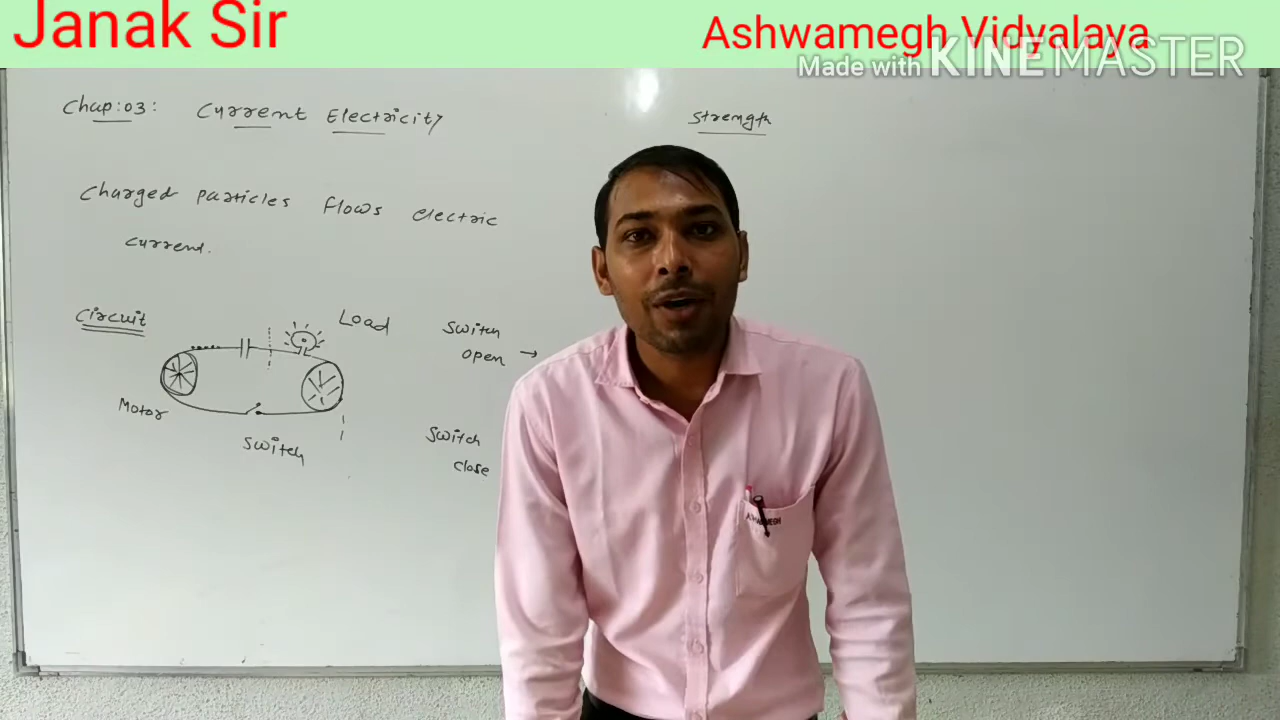 Janak Sir
Ashwamegh Vidyalaya
Made with KINEMASTER
Chap:03: Current Electricity
Strength
Charged particles flows electric
current.
Circuit
Load
Switch
open →
Motor
Switch
Switch
close